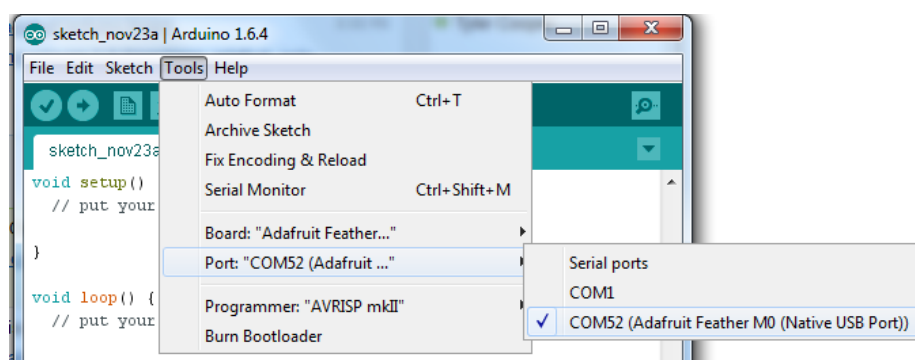 sketch_nov23a | Arduino 1.6.4
File Edit Sketch Tools Help
Auto Format Ctrl+T
Archive Sketch
sketch_nov23a
Fix Encoding & Reload
void setup()
Serial Monitor Ctrl+Shift+M
// put your
Board: "Adafruit Feather..."
}
Port: "COM52 (Adafruit ..."
Serial ports
COM1
void loop() {
Programmer: "AVRISP mkII"
// put your
COM52 (Adafruit Feather M0 (Native USB Port))
Burn Bootloader